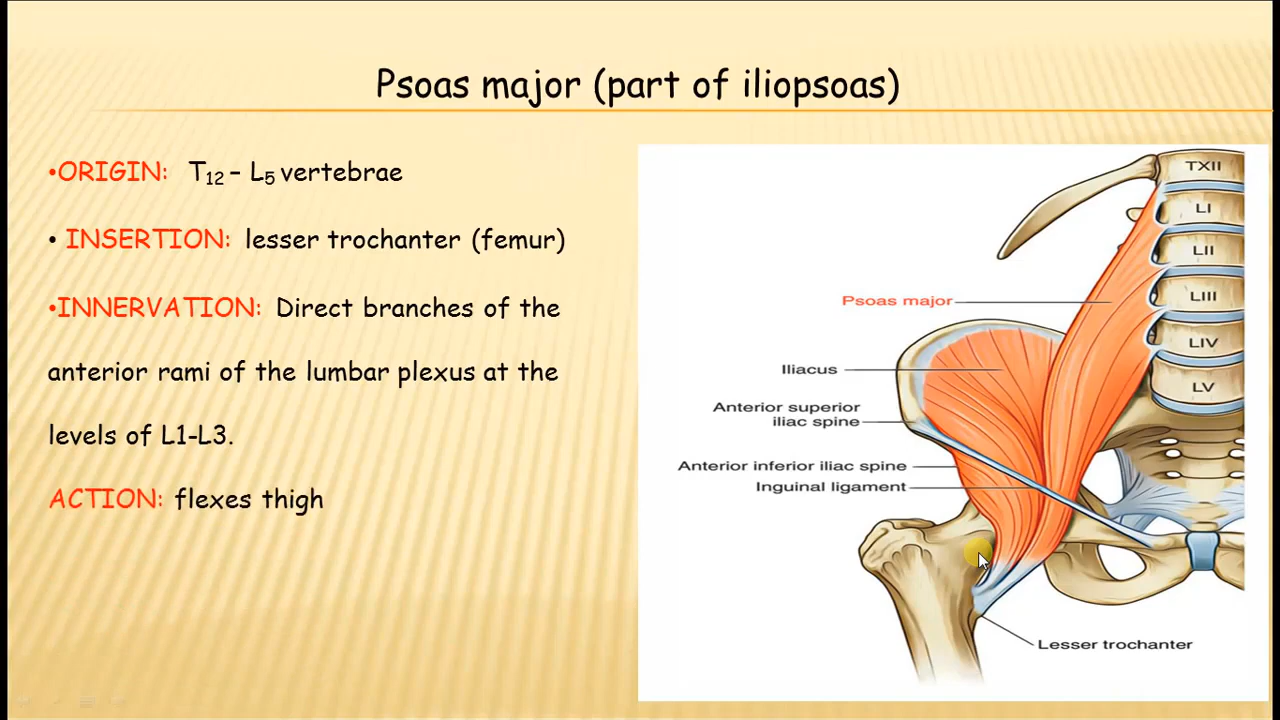 Psoas major (part of iliopsoas)
•ORIGIN: T₁₂ – L₅ vertebrae
• INSERTION: lesser trochanter (femur)
•INNERVATION: Direct branches of the
anterior rami of the lumbar plexus at the
levels of L1-L3.
ACTION: flexes thigh
TXII
LI
LII
LIII
LIV
LV
Psoas major
Iliacus
Anterior superior
iliac spine
Anterior inferior iliac spine
Inguinal ligament
Lesser trochanter